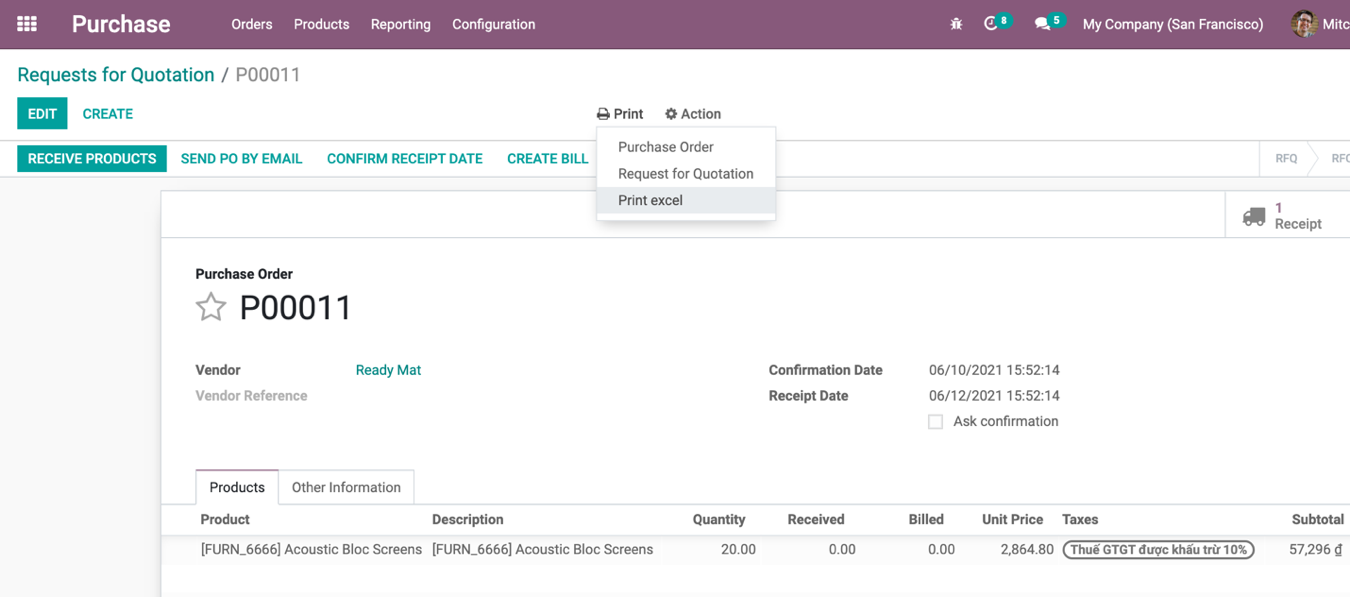 Purchase Orders Products Reporting Configuration 8 5 My Company (San Francisco) Mitc
Requests for Quotation / P00011
EDIT CREATE Print Action
Purchase Order
Request for Quotation
Print excel
RECEIVE PRODUCTS SEND PO BY EMAIL CONFIRM RECEIPT DATE CREATE BILL RFQ RFQ
1
Receipt
Purchase Order
P00011
Vendor Ready Mat Confirmation Date 06/10/2021 15:52:14
Vendor Reference Receipt Date 06/12/2021 15:52:14
Ask confirmation
Products Other Information
Product Description Quantity Received Billed Unit Price Taxes Subtotal
[FURN_6666] Acoustic Bloc Screens [FURN_6666] Acoustic Bloc Screens 20.00 0.00 0.00 2,864.80 Thuế GTGT được khấu trừ 10% 57,296 ₫